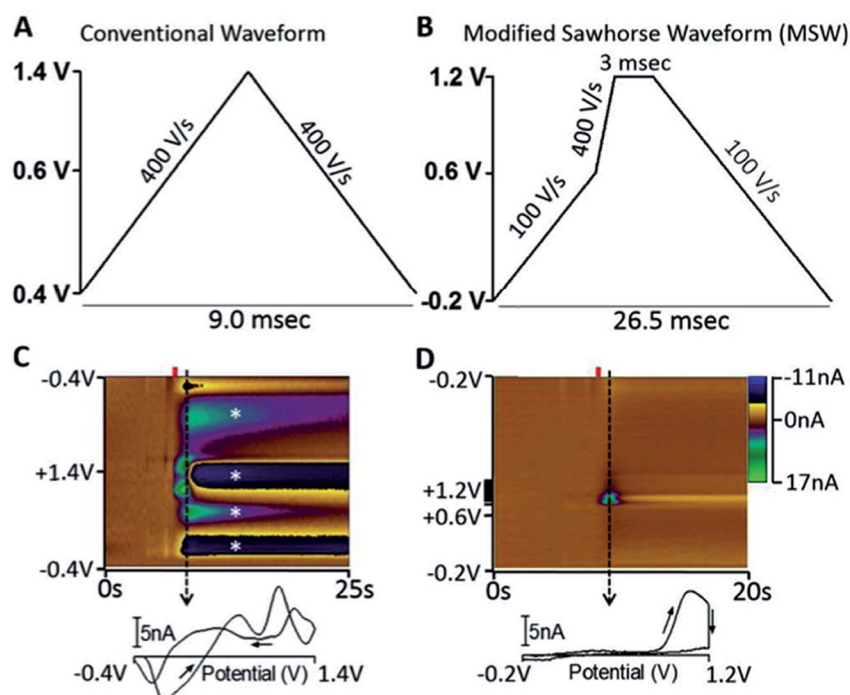 A Conventional Waveform
1.4 V
0.6 V
0.4 V
400 V/s
400 V/s
9.0 msec
B Modified Sawhorse Waveform (MSW)
3 msec
1.2 V
0.6 V
-0.2 V
100 V/s
400 V/s
100 V/s
26.5 msec
C
-0.4V
+1.4V
-0.4V
*
*
*
*
0s
25s
5nA
-0.4V
Potential (V)
1.4V
D
-0.2V
+1.2V
+0.6V
-0.2V
0s
20s
-11nA
0nA
17nA
5nA
-0.2V
Potential (V)
1.2V